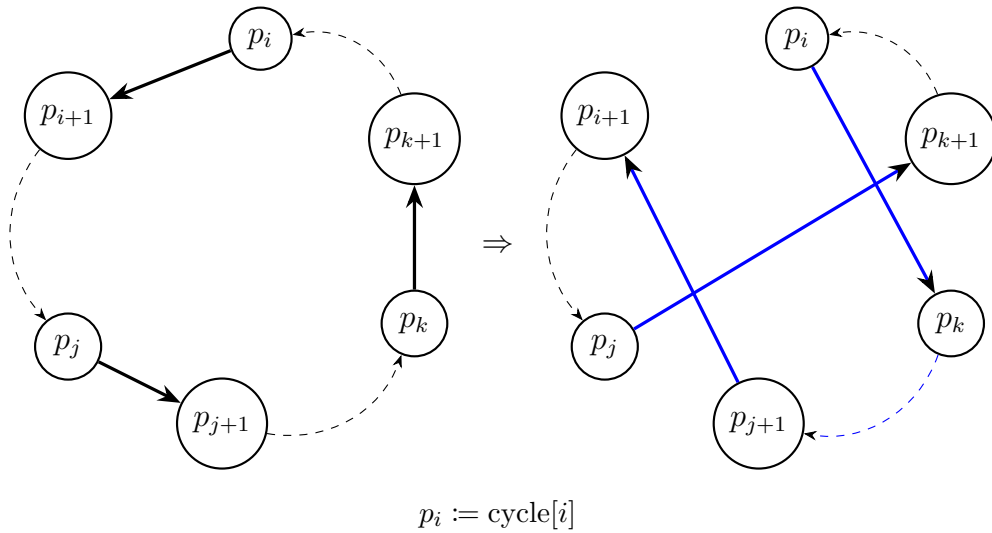 p_i
p_{i+1}
p_{k+1}
p_k
p_j
p_{j+1}
⇒
p_i
p_{i+1}
p_{k+1}
p_k
p_j
p_{j+1}
p_i ≔ cycle[i]